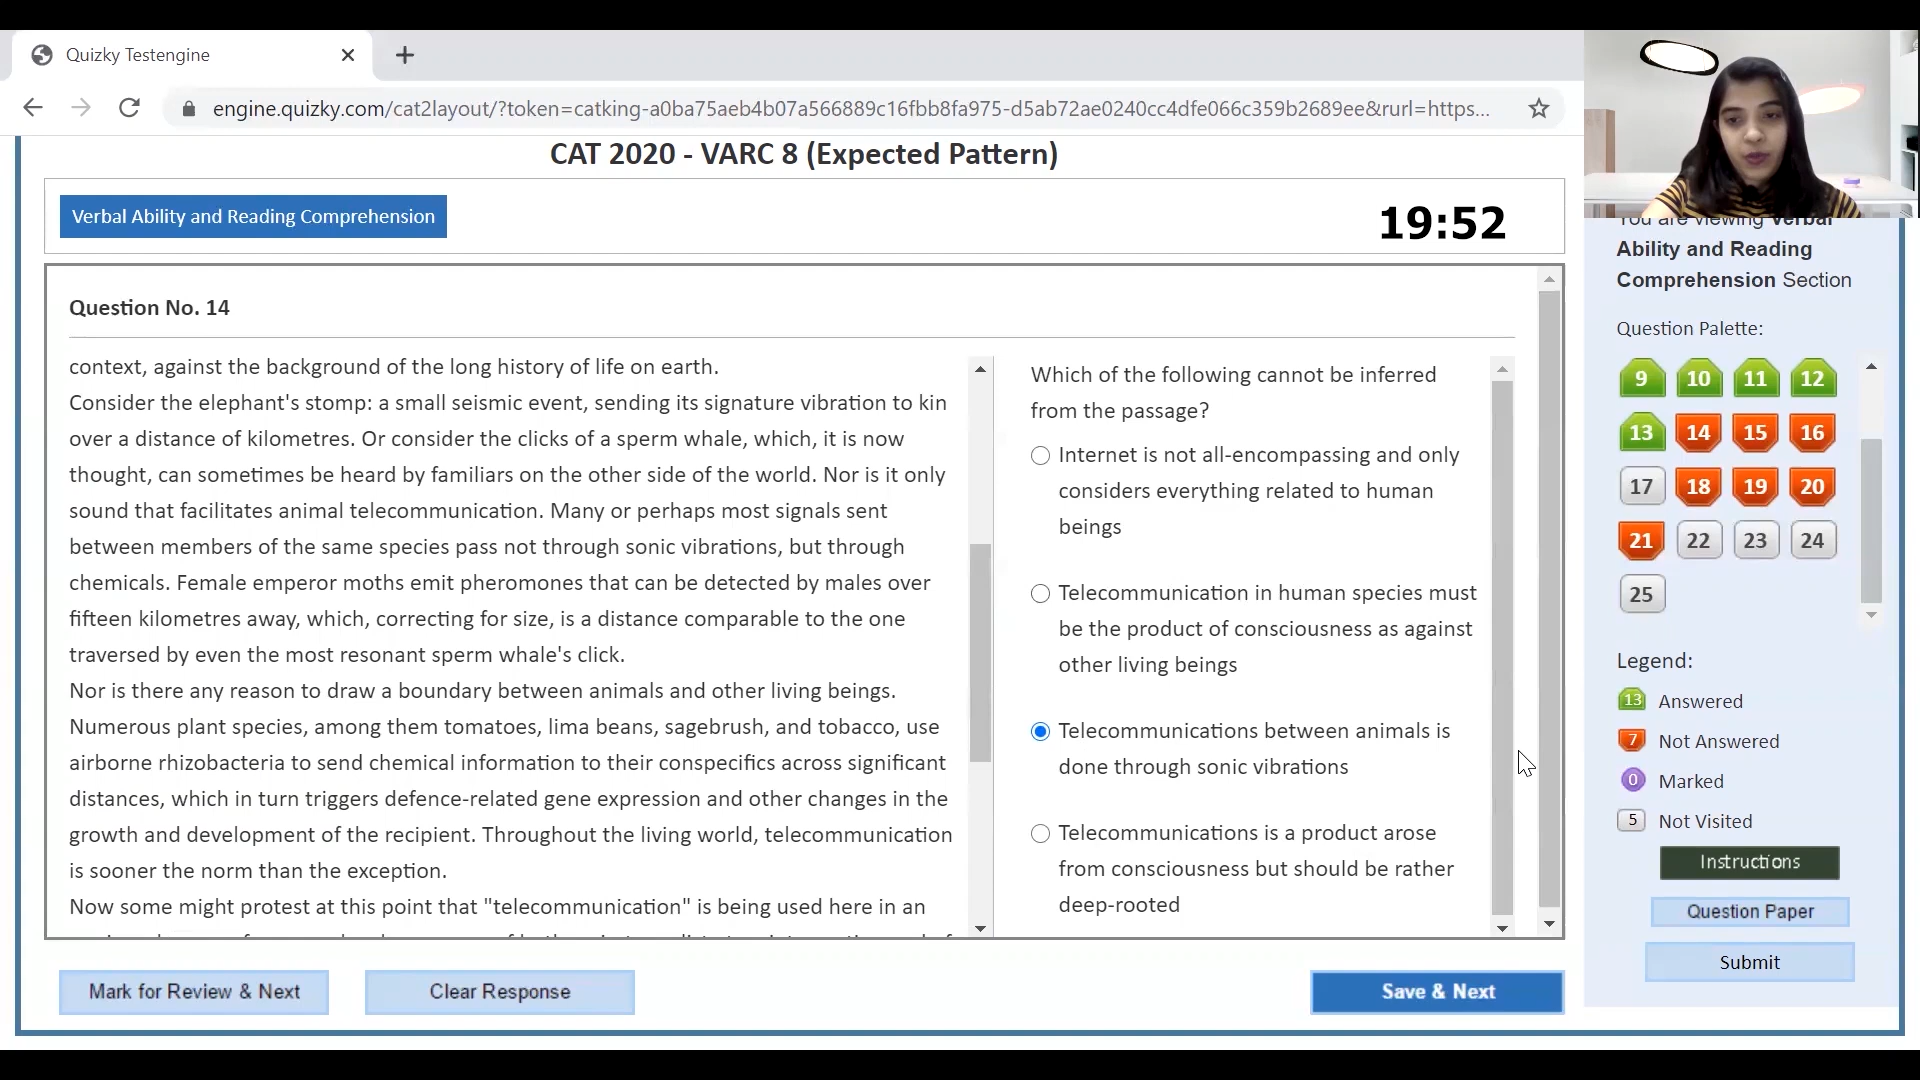 Quizky Testengine
engine.quizky.com/cat2layout/?token=catking-a0ba75aeb4b07a566889c16fbb8fa975-d5ab72ae0240cc4dfe066c359b2689ee&rurl=https...
CAT 2020 - VARC 8 (Expected Pattern)
Verbal Ability and Reading Comprehension
19:52
Question No. 14
context, against the background of the long history of life on earth.
Consider the elephant's stomp: a small seismic event, sending its signature vibration to kin
over a distance of kilometres. Or consider the clicks of a sperm whale, which, it is now
thought, can sometimes be heard by familiars on the other side of the world. Nor is it only
sound that facilitates animal telecommunication. Many or perhaps most signals sent
between members of the same species pass not through sonic vibrations, but through
chemicals. Female emperor moths emit pheromones that can be detected by males over
fifteen kilometres away, which, correcting for size, is a distance comparable to the one
traversed by even the most resonant sperm whale's click.
Nor is there any reason to draw a boundary between animals and other living beings.
Numerous plant species, among them tomatoes, lima beans, sagebrush, and tobacco, use
airborne rhizobacteria to send chemical information to their conspecifics across significant
distances, which in turn triggers defence-related gene expression and other changes in the
growth and development of the recipient. Throughout the living world, telecommunication
is sooner the norm than the exception.
Now some might protest at this point that "telecommunication" is being used here in an
Which of the following cannot be inferred
from the passage?
Internet is not all-encompassing and only
considers everything related to human
beings
Telecommunication in human species must
be the product of consciousness as against
other living beings
Telecommunications between animals is
done through sonic vibrations
Telecommunications is a product arose
from consciousness but should be rather
deep-rooted
Mark for Review & Next
Clear Response
Save & Next
You are viewing Verbal
Ability and Reading
Comprehension Section
Question Palette:
9 10 11 12
13 14 15 16
17 18 19 20
21 22 23 24
25
Legend:
13 Answered
7 Not Answered
0 Marked
5 Not Visited
Instructions
Question Paper
Submit